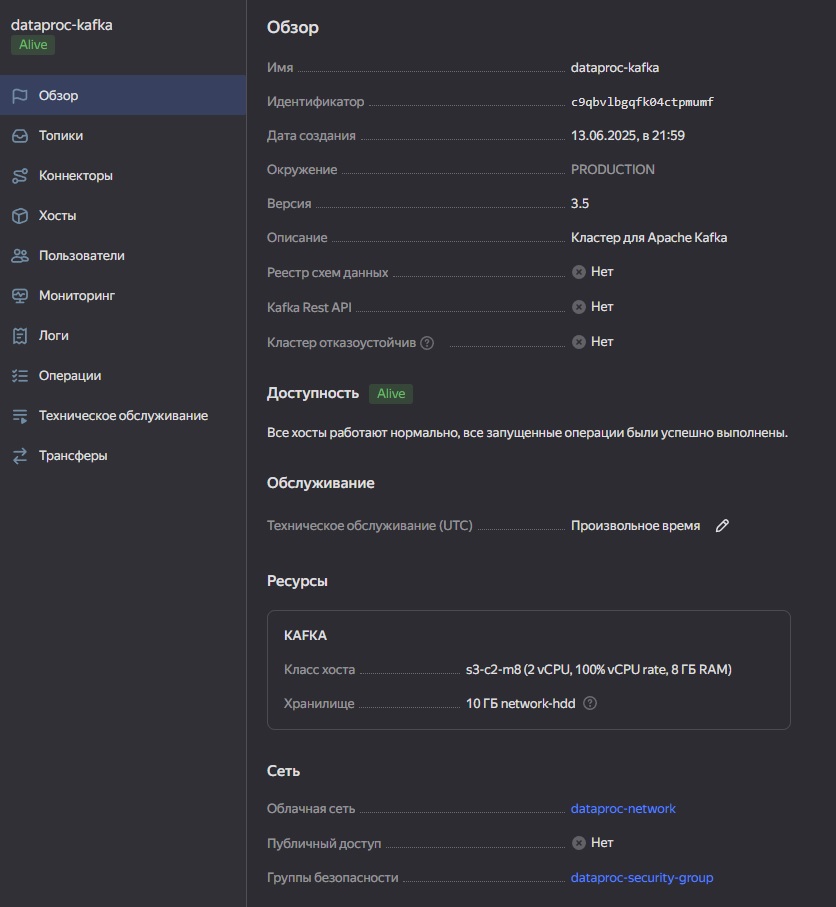 dataproc-kafka
Alive
Обзор
Топики
Коннекторы
Хосты
Пользователи
Мониторинг
Логи
Операции
Техническое обслуживание
Трансферы
Обзор
Имя dataproc-kafka
Идентификатор c9qbvlbgqfk04ctpmumf
Дата создания 13.06.2025, в 21:59
Окружение PRODUCTION
Версия 3.5
Описание Кластер для Apache Kafka
Реестр схем данных Нет
Kafka Rest API Нет
Кластер отказоустойчив ? Нет
Доступность Alive
Все хосты работают нормально, все запущенные операции были успешно выполнены.
Обслуживание
Техническое обслуживание (UTC) Произвольное время
Ресурсы
KAFKA
Класс хоста s3-c2-m8 (2 vCPU, 100% vCPU rate, 8 ГБ RAM)
Хранилище 10 ГБ network-hdd ?
Сеть
Облачная сеть dataproc-network
Публичный доступ Нет
Группы безопасности dataproc-security-group